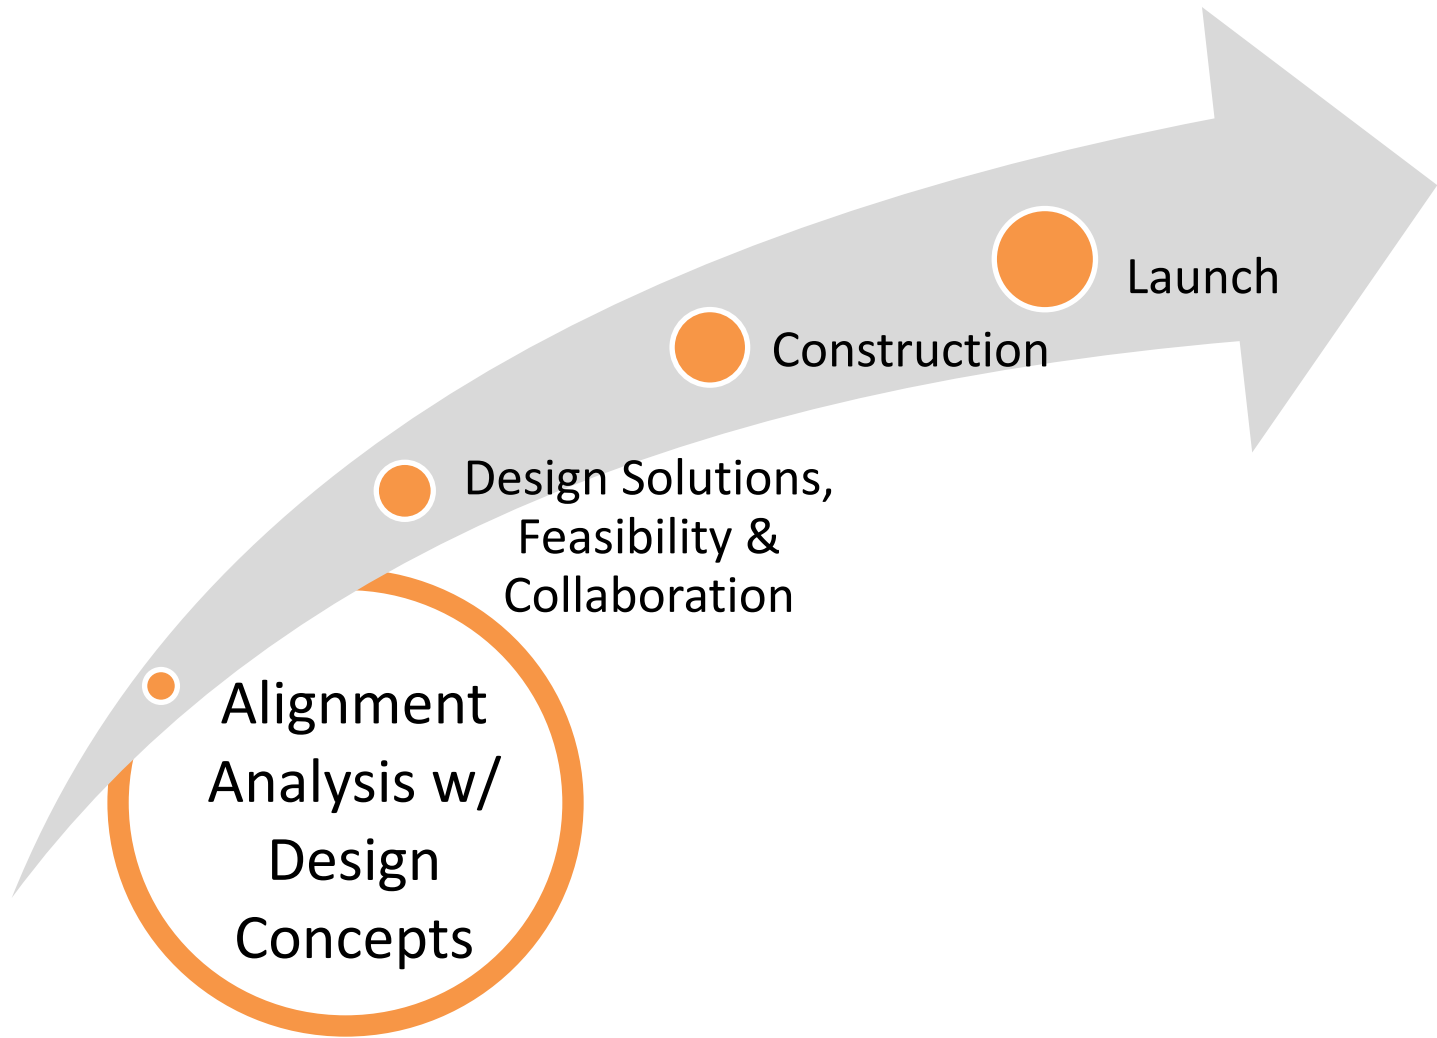 Launch
Construction
Design Solutions,
Feasibility &
Collaboration
Alignment
Analysis w/
Design
Concepts